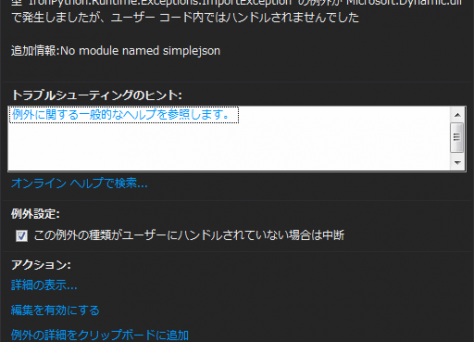 型 'IronPython.Runtime.Exceptions.ImportException' の例外が Microsoft.Dynamic.dll
で発生しましたが、ユーザー コード内ではハンドルされませんでした
追加情報:No module named simplejson
トラブルシューティングのヒント:
例外に関する一般的なヘルプを参照します。
オンライン ヘルプで検索...
例外設定:
この例外の種類がユーザーにハンドルされていない場合は中断
アクション:
詳細の表示...
編集を有効にする
例外の詳細をクリップボードに追加